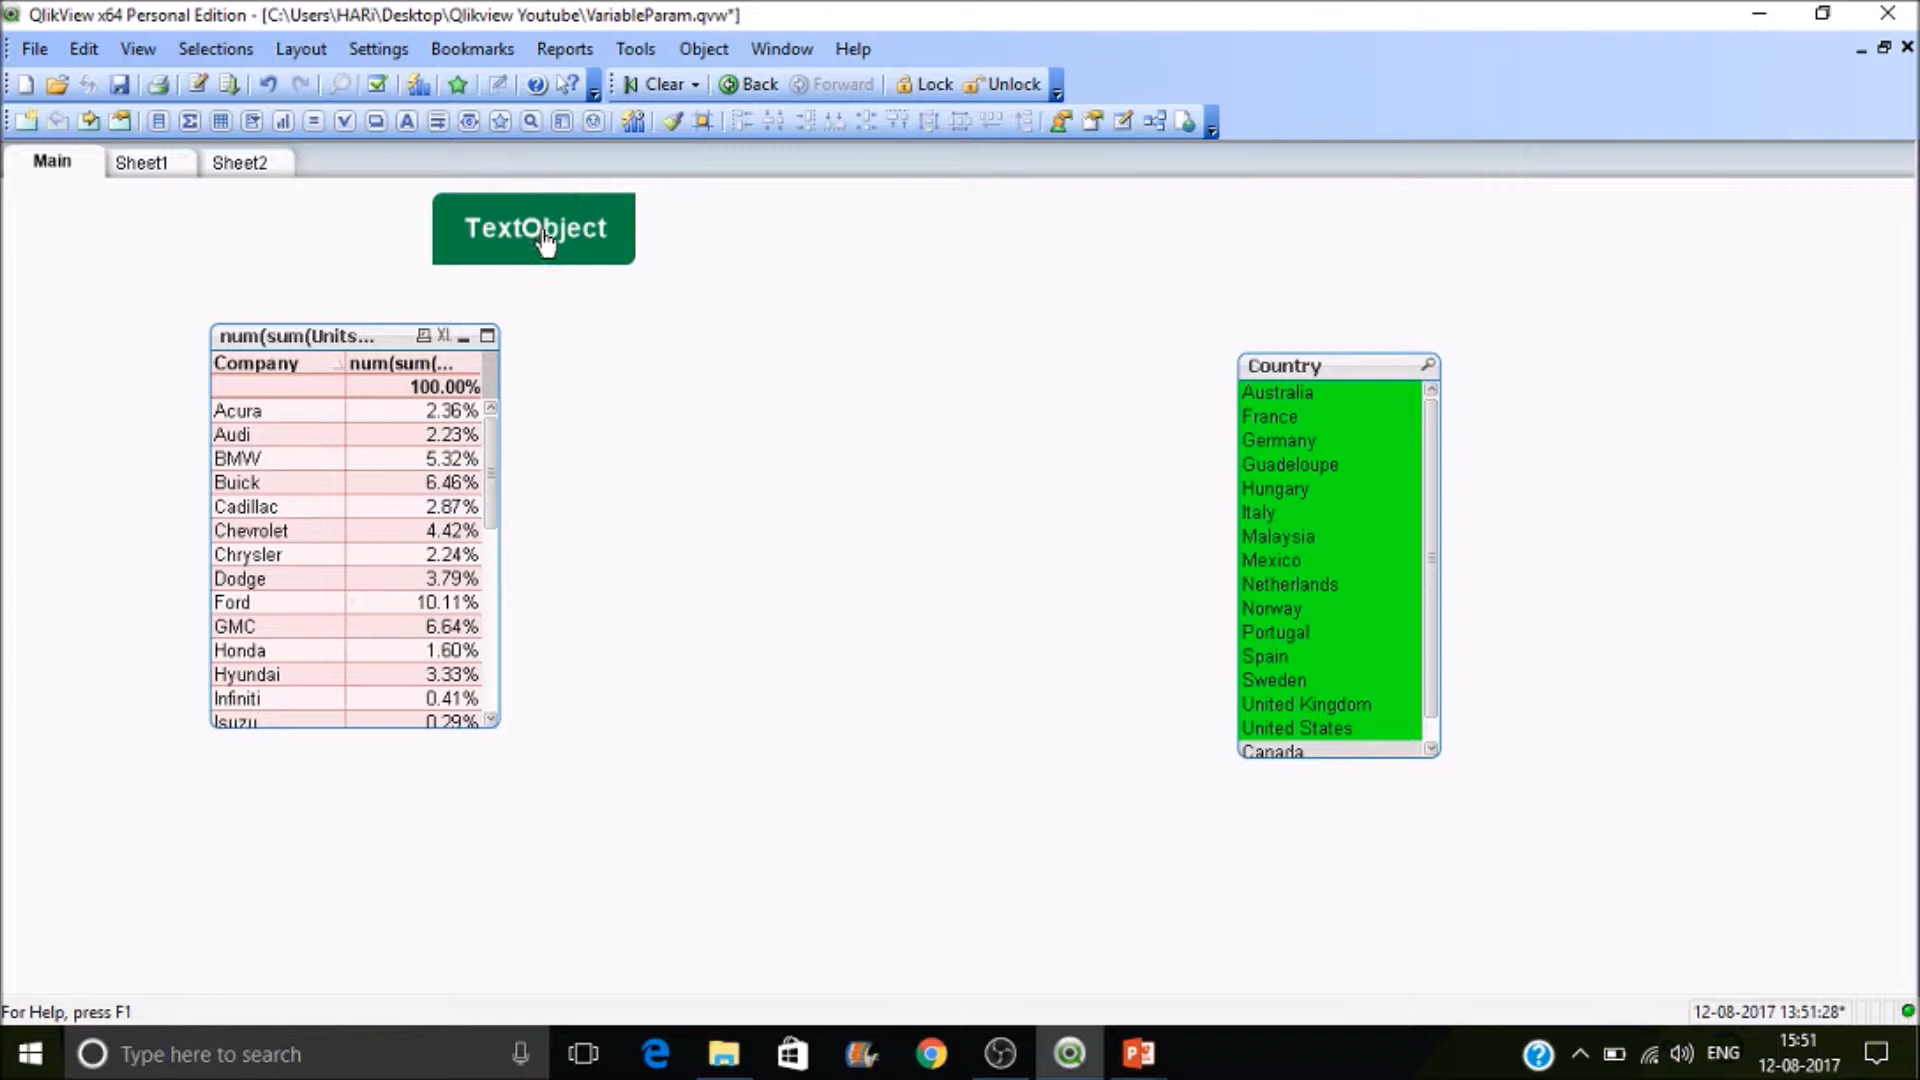 QlikView x64 Personal Edition - [C:\Users\HARi\Desktop\Qlikview Youtube\VariableParam.qvw*]
File Edit View Selections Layout Settings Bookmarks Reports Tools Object Window Help
Clear Back Forward Lock Unlock
Main Sheet1 Sheet2
TextObject
num(sum(Units... XL
Company num(sum(...
100.00%
Acura 2.36%
Audi 2.23%
BMW 5.32%
Buick 6.46%
Cadillac 2.87%
Chevrolet 4.42%
Chrysler 2.24%
Dodge 3.79%
Ford 10.11%
GMC 6.64%
Honda 1.60%
Hyundai 3.33%
Infiniti 0.41%
Isuzu 0.29%
Country
Australia
France
Germany
Guadeloupe
Hungary
Italy
Malaysia
Mexico
Netherlands
Norway
Portugal
Spain
Sweden
United Kingdom
United States
Canada
For Help, press F1
12-08-2017 13:51:28*
Type here to search
ENG
15:51
12-08-2017